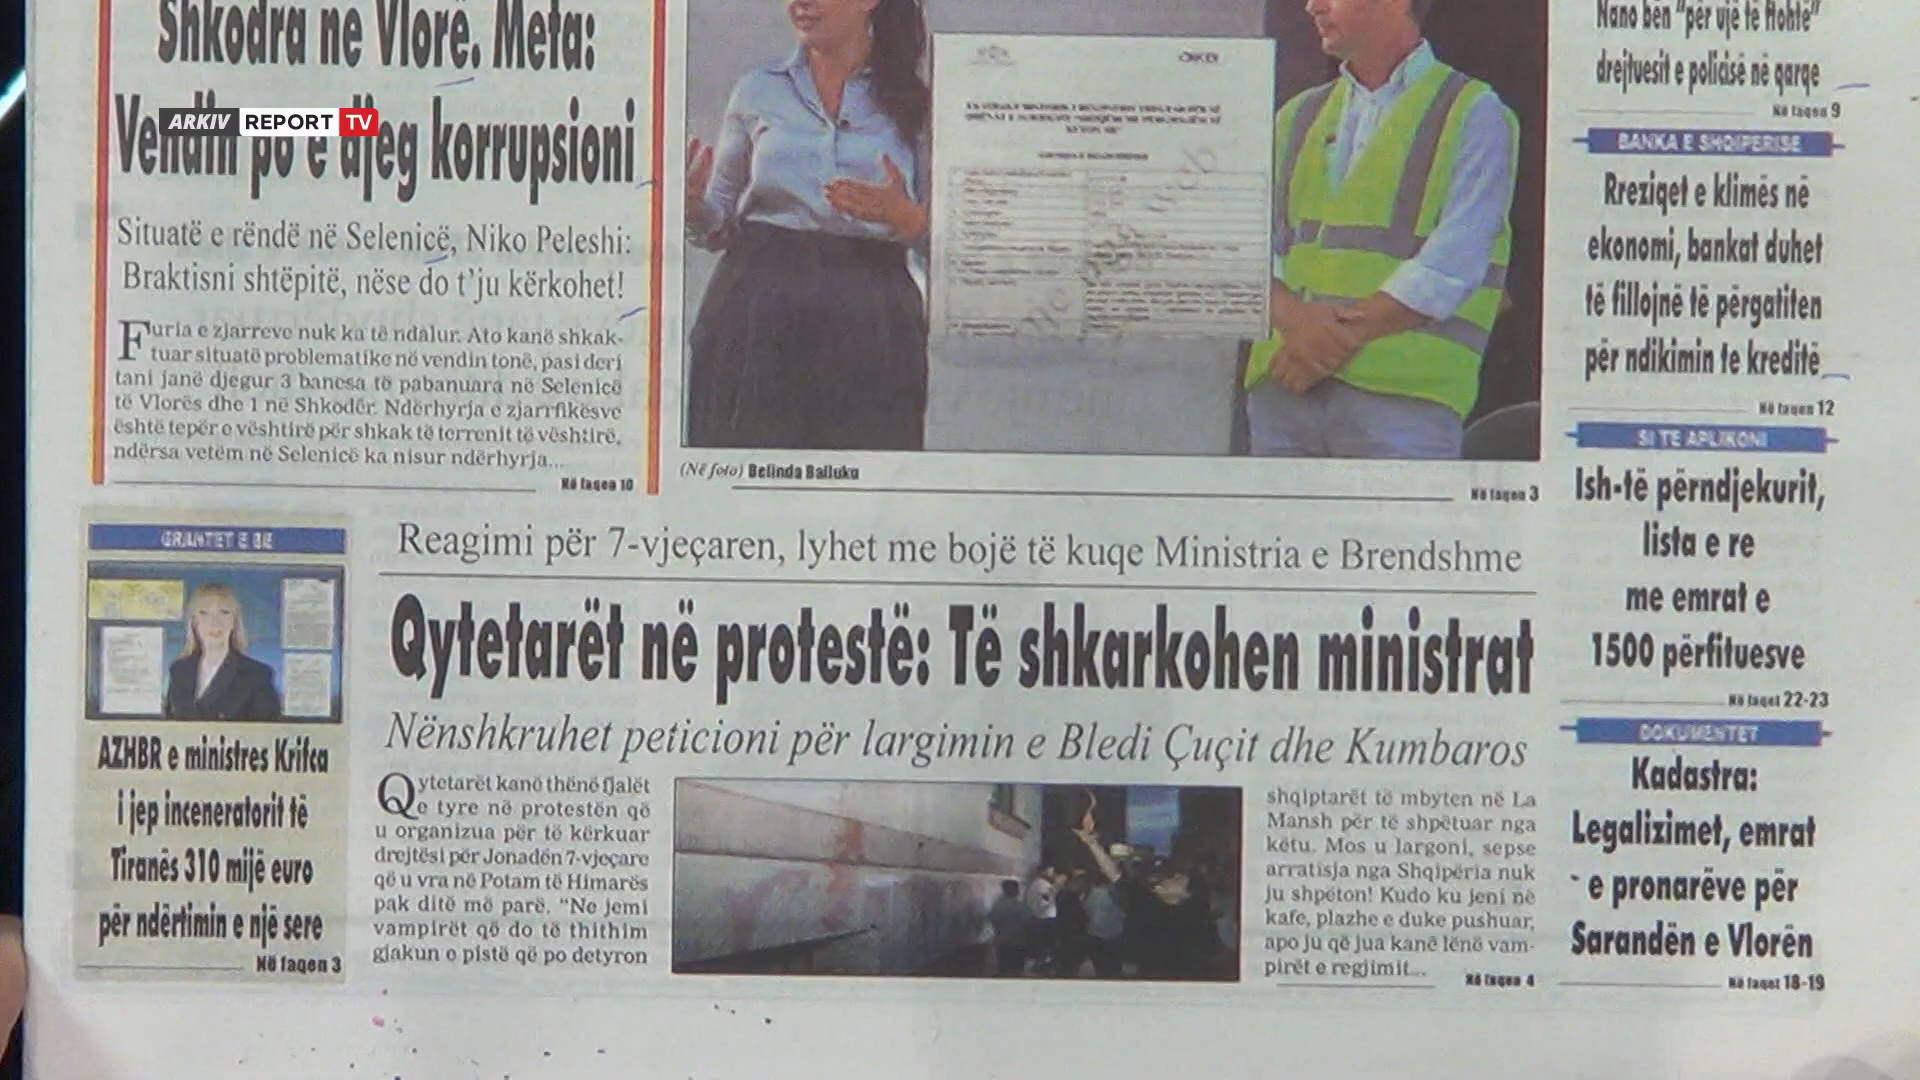 Shkodra ne Vlorë. Meta:
ARKIV REPORT TV
Vendin po e djeg korrupsioni
Situatë e rëndë në Selenicë, Niko Peleshi:
Braktisni shtëpitë, nëse do t'ju kërkohet!
Furia e zjarreve nuk ka të ndalur. Ato kanë shkak-
tuar situatë problematike në vendin tonë, pasi deri
tani janë djegur 3 banesa të pabanuara në Selenicë
të Vlorës dhe 1 në Shkodër. Ndërhyrja e zjarrfikësve
është tepër e vështirë për shkak të terrenit të vështirë,
ndërsa vetëm në Selenicë ka nisur ndërhyrja...
Në faqen 10
(Në foto) Belinda Balluku
Në faqen 3
GRANTET E BE
AZHBR e ministres Krifca
i jep inceneratorit të
Tiranës 310 mijë euro
për ndërtimin e një sere
Në faqen 3
Reagimi për 7-vjeçaren, lyhet me bojë të kuqe Ministria e Brendshme
Qytetarët në protestë: Të shkarkohen ministrat
Nënshkruhet peticioni për largimin e Bledi Çuçit dhe Kumbaros
Qytetarët kanë thënë fjalët
e tyre në protestën që
u organizua për të kërkuar
drejtësi për Jonadën 7-vjeçare
që u vra në Potam të Himarës
pak ditë më parë. "Ne jemi
vampirët që do të thithim
gjakun e pistë që po detyron
shqiptarët të mbyten në La
Mansh për të shpëtuar nga
këtu. Mos u largoni, sepse
arratisja nga Shqipëria nuk
ju shpëton! Kudo ku jeni në
kafe, plazhe e duke pushuar,
apo ju që jua kanë lënë vam-
pirët e regjimit...
Në faqen 4
Nano bën "për ujë të ftohtë"
drejtuesit e policisë në qarqe
Në faqen 9
BANKA E SHQIPERISE
Rreziqet e klimës në
ekonomi, bankat duhet
të fillojnë të përgatiten
për ndikimin te kreditë
Në faqen 12
SI TE APLIKONI
Ish-të përndjekurit,
lista e re
me emrat e
1500 përfituesve
Në faqet 22-23
DOKUMENTET
Kadastra:
Legalizimet, emrat
e pronarëve për
Sarandën e Vlorën
Në faqet 18-19